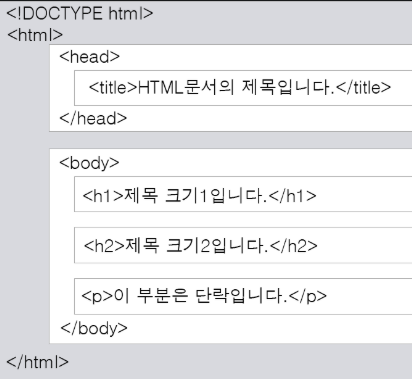 <!DOCTYPE html>
<html>
<head>
<title>HTML문서의 제목입니다.</title>
</head>
<body>
<h1>제목 크기1입니다.</h1>
<h2>제목 크기2입니다.</h2>
<p>이 부분은 단락입니다.</p>
</body>
</html>